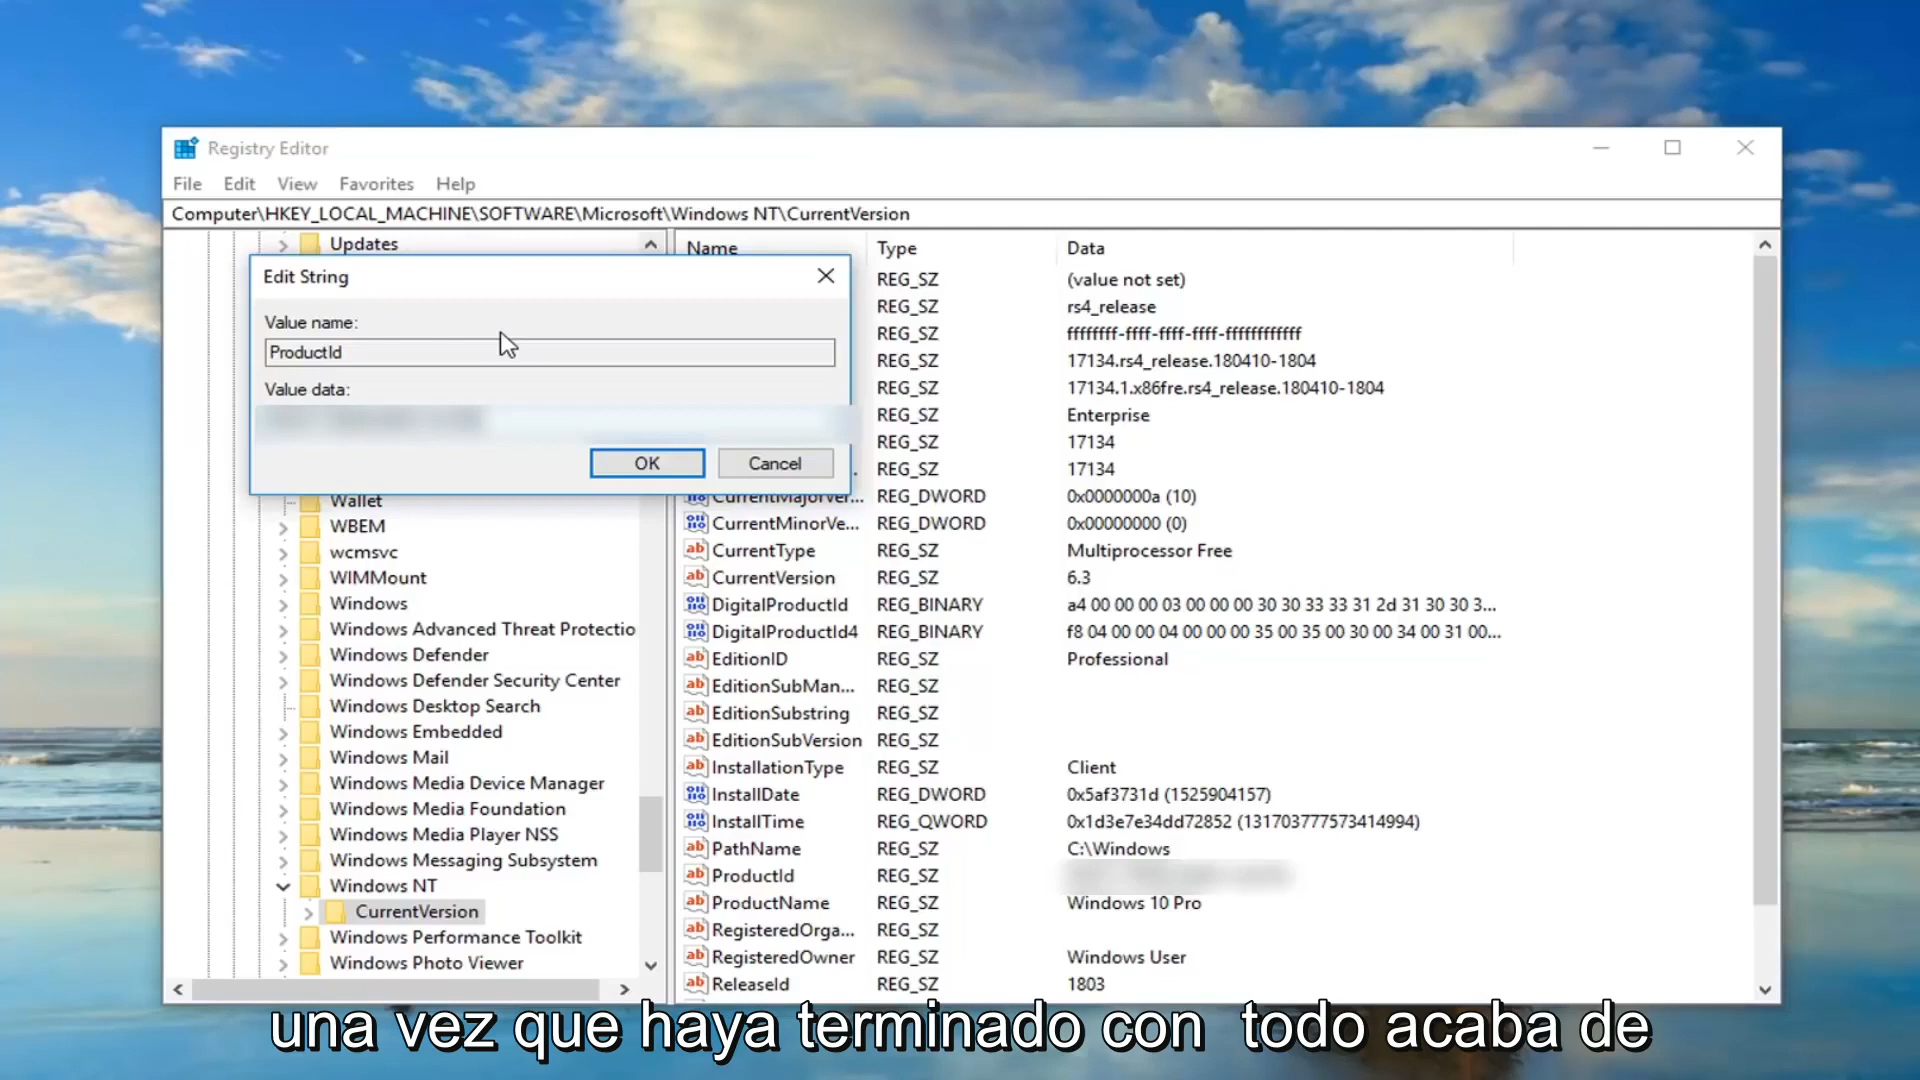 Registry Editor
File Edit View Favorites Help
Computer\HKEY_LOCAL_MACHINE\SOFTWARE\Microsoft\Windows NT\CurrentVersion
Updates
Edit String
Value name:
ProductId
Value data:
OK Cancel
Wallet
WBEM
wcmsvc
WIMMount
Windows
Windows Advanced Threat Protectio
Windows Defender
Windows Defender Security Center
Windows Desktop Search
Windows Embedded
Windows Mail
Windows Media Device Manager
Windows Media Foundation
Windows Media Player NSS
Windows Messaging Subsystem
Windows NT
CurrentVersion
Windows Performance Toolkit
Windows Photo Viewer
Name Type Data
REG_SZ (value not set)
REG_SZ rs4_release
REG_SZ ffffffff-ffff-ffff-ffff-ffffffffffff
REG_SZ 17134.rs4_release.180410-1804
REG_SZ 17134.1.x86fre.rs4_release.180410-1804
REG_SZ Enterprise
REG_SZ 17134
REG_SZ 17134
CurrentMajorVer... REG_DWORD 0x0000000a (10)
CurrentMinorVe... REG_DWORD 0x00000000 (0)
CurrentType REG_SZ Multiprocessor Free
CurrentVersion REG_SZ 6.3
DigitalProductId REG_BINARY a4 00 00 00 03 00 00 00 30 30 33 33 31 2d 31 30 30 3...
DigitalProductId4 REG_BINARY f8 04 00 00 04 00 00 00 35 00 35 00 30 00 34 00 31 00...
EditionID REG_SZ Professional
EditionSubMan... REG_SZ
EditionSubstring REG_SZ
EditionSubVersion REG_SZ
InstallationType REG_SZ Client
InstallDate REG_DWORD 0x5af3731d (1525904157)
InstallTime REG_QWORD 0x1d3e7e34dd72852 (131703777573414994)
PathName REG_SZ C:\Windows
ProductId REG_SZ
ProductName REG_SZ Windows 10 Pro
RegisteredOrga... REG_SZ
RegisteredOwner REG_SZ Windows User
ReleaseId REG_SZ 1803
una vez que haya terminado con todo acaba de